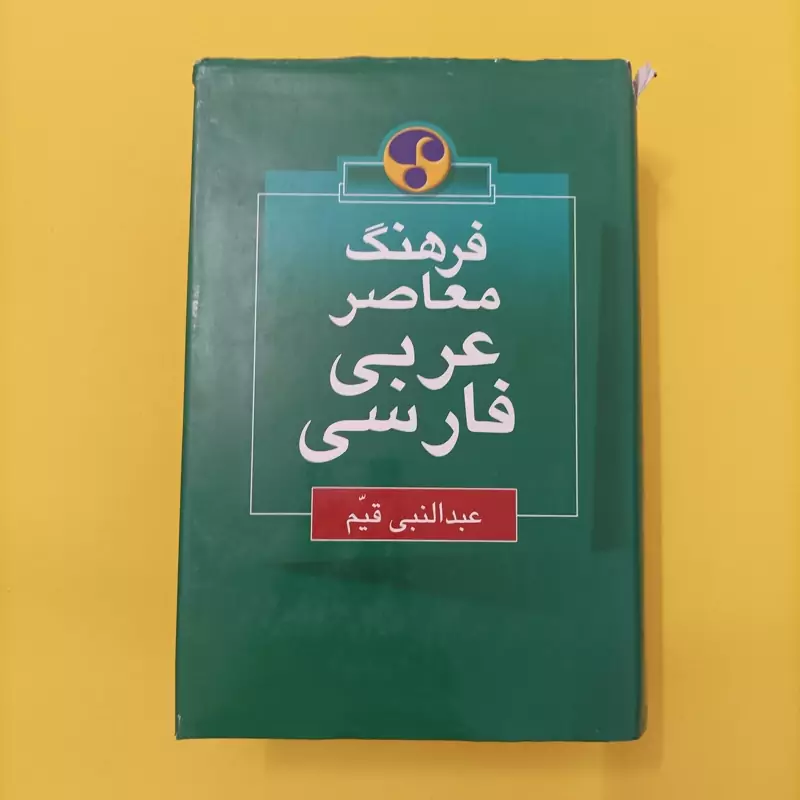 فرهنگ
معاصر
عربی
فارسی
عبدالنبی قیّم